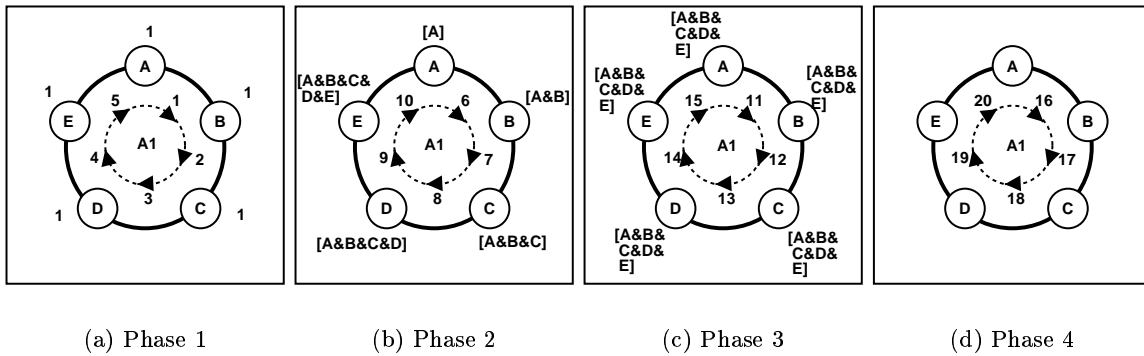 1
A
1
B
1
C
1
D
1
E
5
1
2
3
4
A1
(a) Phase 1
[A]
A
[A&B]
B
[A&B&C]
C
[A&B&C&D]
D
[A&B&C&
D&E]
E
10
6
7
8
9
A1
(b) Phase 2
[A&B&
C&D&
E]
A
[A&B&
C&D&
E]
B
[A&B&
C&D&
E]
C
[A&B&
C&D&
E]
D
[A&B&
C&D&
E]
E
15
11
12
13
14
A1
(c) Phase 3
A
B
C
D
E
20
16
17
18
19
A1
(d) Phase 4